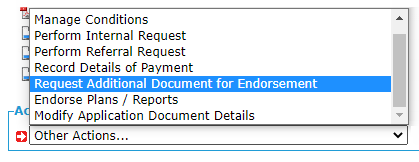 Manage Conditions
Perform Internal Request
Perform Referral Request
Record Details of Payment
Request Additional Document for Endorsement
Endorse Plans / Reports
Modify Application Document Details
Other Actions...